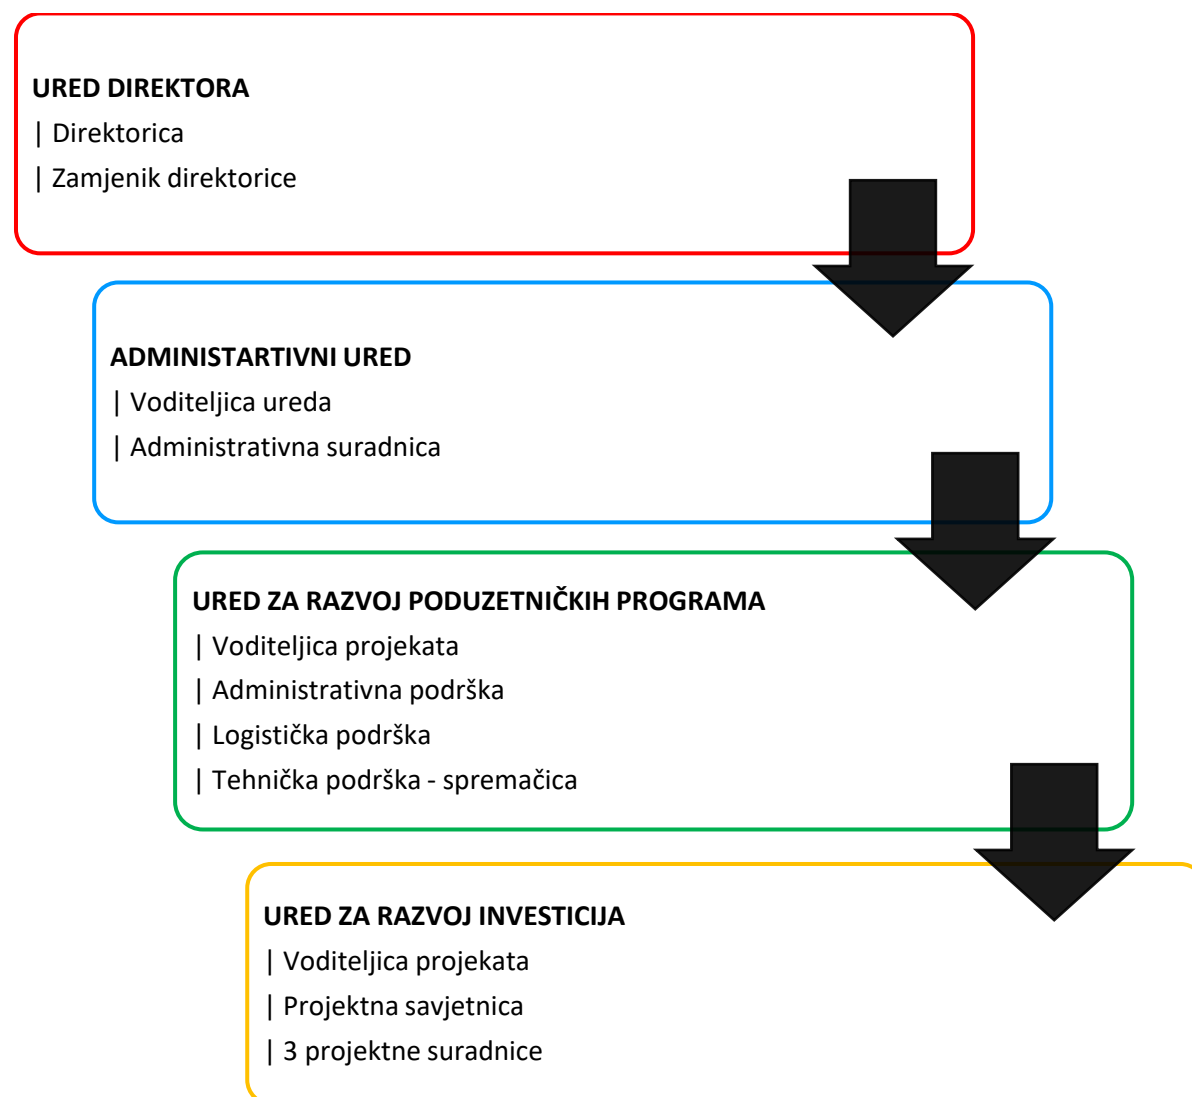 URED DIREKTORA
| Direktorica
| Zamjenik direktorice
ADMINISTARTIVNI URED
| Voditeljica ureda
| Administrativna suradnica
URED ZA RAZVOJ PODUZETNIČKIH PROGRAMA
| Voditeljica projekata
| Administrativna podrška
| Logistička podrška
| Tehnička podrška - spremačica
URED ZA RAZVOJ INVESTICIJA
| Voditeljica projekata
| Projektna savjetnica
| 3 projektne suradnice